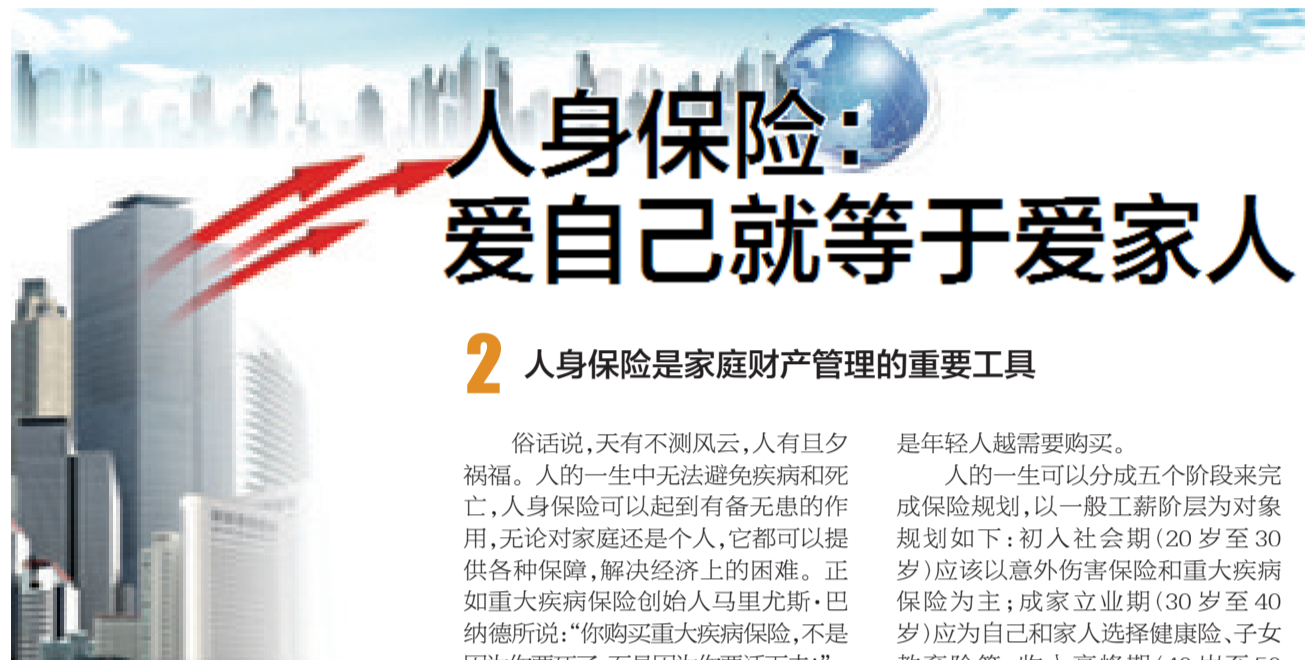 人身保险：
爱自己就等于爱家人
2 人身保险是家庭财产管理的重要工具
俗话说，天有不测风云，人有旦夕
祸福。人的一生中无法避免疾病和死
亡，人身保险可以起到有备无患的作
用，无论对家庭还是个人，它都可以提
供各种保障，解决经济上的困难。正
如重大疾病保险创始人马里尤斯·巴
纳德所说：“你购买重大疾病保险，不是
是年轻人越需要购买。
人的一生可以分成五个阶段来完
成保险规划，以一般工薪阶层为对象
规划如下：初入社会期（20岁至30
岁）应该以意外伤害保险和重大疾病
保险为主；成家立业期（30岁至40
岁）应为自己和家人选择健康险、子女